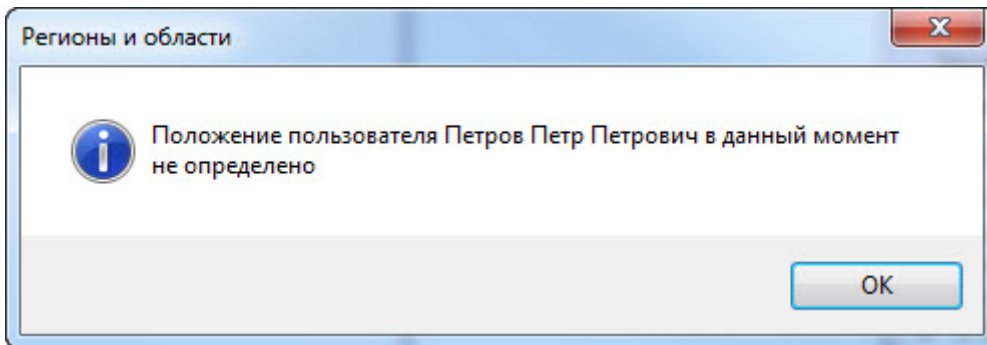 Регионы и области
Положение пользователя Петров Петр Петрович в данный момент
не определено
OK